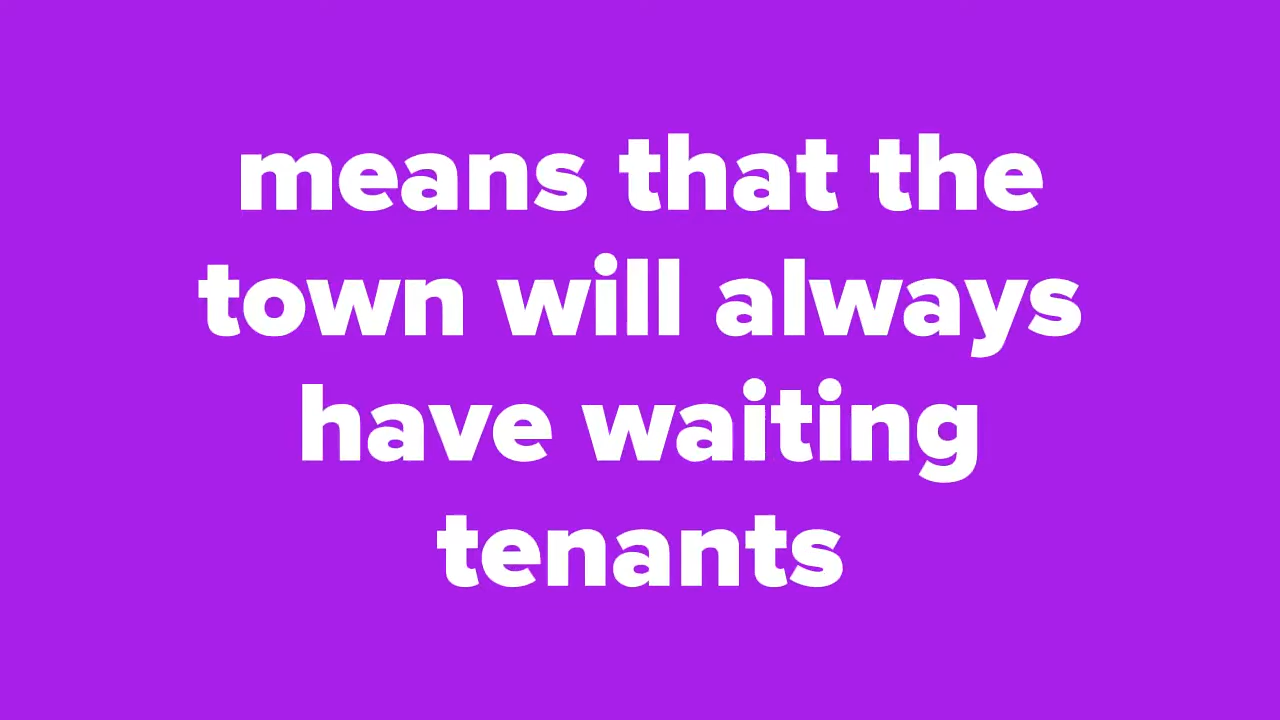 means that the
town will always
have waiting
tenants